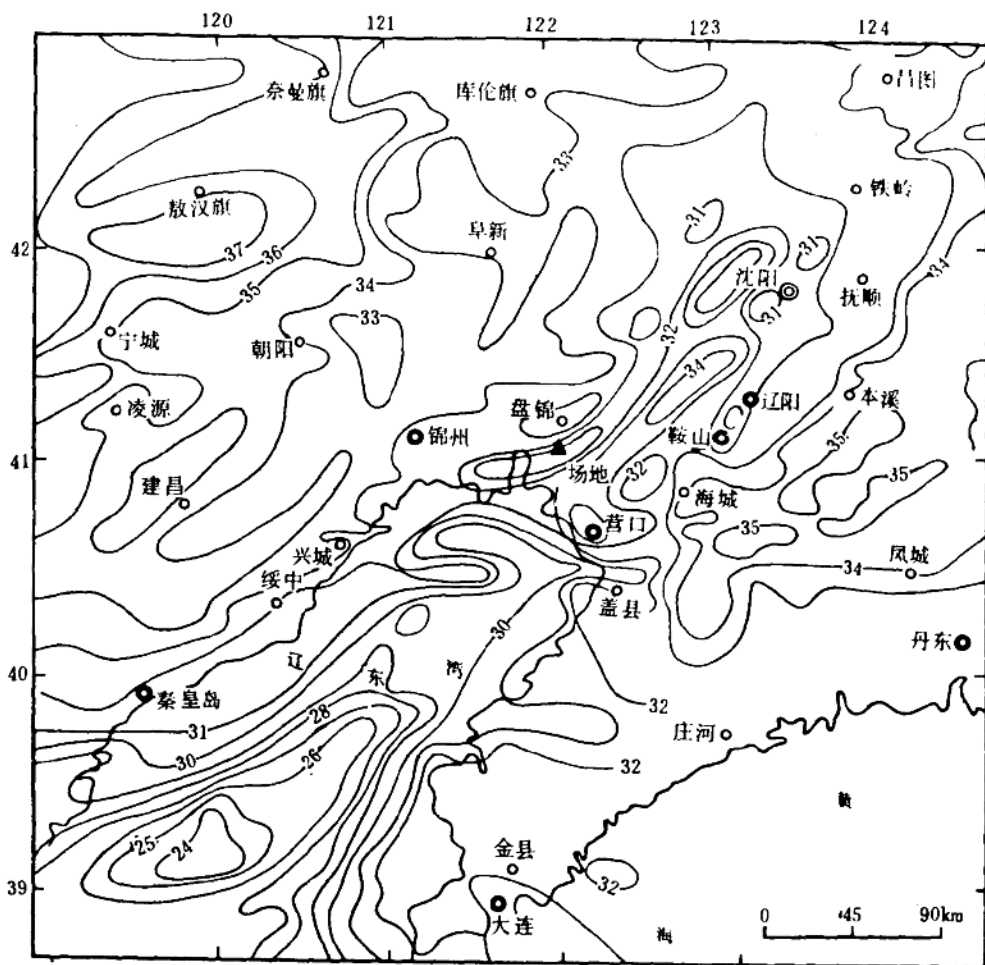 120 121 122 123 124
奈曼旗
库伦旗
昌图
33
铁岭
敖汉旗
31
阜新
31
42
37
36
沈阳
34
35
34
抚顺
31
33
宁城
32
朝阳
34
凌源
盘锦
辽阳
本溪
锦州
鞍山
35
41
场地
32
35
建昌
海城
营口
35
兴城
34
凤城
绥中
盖县
30
丹东
辽
东
湾
40
秦皇岛
28
32
31
庄河
30
26
32
黄
25
24
金县
39
32
大连
海
0 45 90km